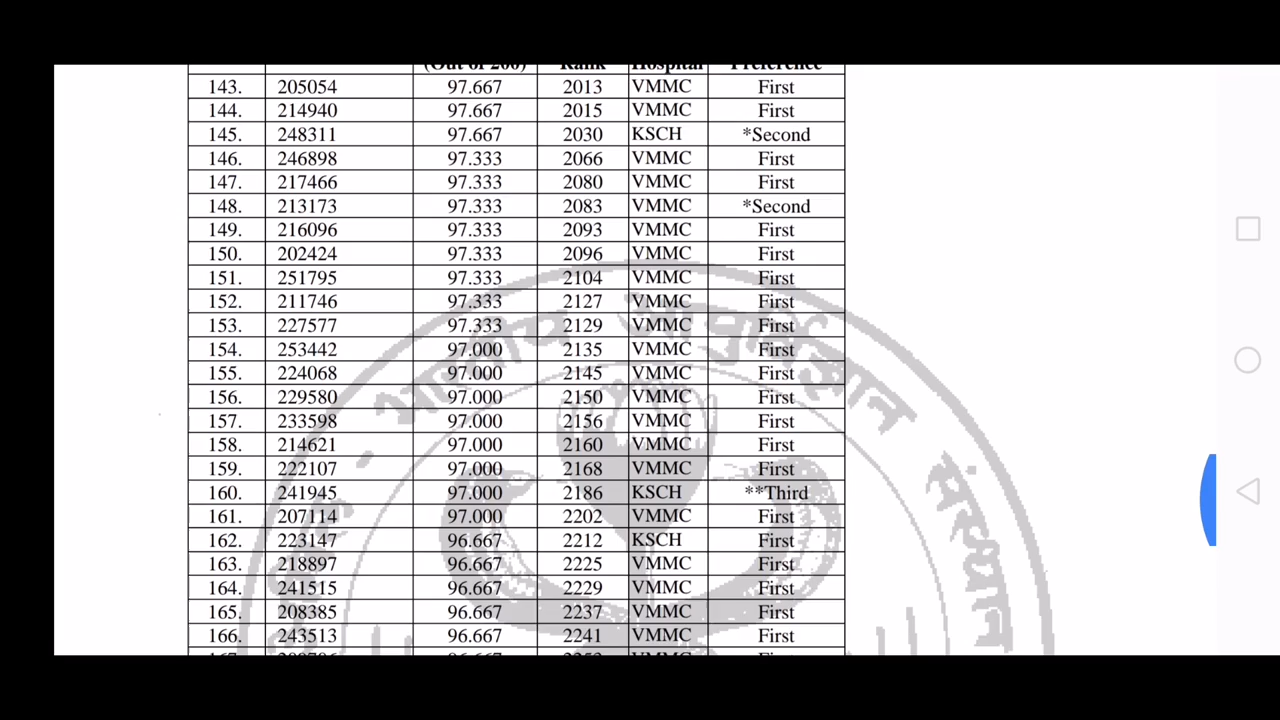 (Out of 200) Rank Hospital Preference
143. 205054 97.667 2013 VMMC First
144. 214940 97.667 2015 VMMC First
145. 248311 97.667 2030 KSCH *Second
146. 246898 97.333 2066 VMMC First
147. 217466 97.333 2080 VMMC First
148. 213173 97.333 2083 VMMC *Second
149. 216096 97.333 2093 VMMC First
150. 202424 97.333 2096 VMMC First
151. 251795 97.333 2104 VMMC First
152. 211746 97.333 2127 VMMC First
153. 227577 97.333 2129 VMMC First
154. 253442 97.000 2135 VMMC First
155. 224068 97.000 2145 VMMC First
156. 229580 97.000 2150 VMMC First
157. 233598 97.000 2156 VMMC First
158. 214621 97.000 2160 VMMC First
159. 222107 97.000 2168 VMMC First
160. 241945 97.000 2186 KSCH **Third
161. 207114 97.000 2202 VMMC First
162. 223147 96.667 2212 KSCH First
163. 218897 96.667 2225 VMMC First
164. 241515 96.667 2229 VMMC First
165. 208385 96.667 2237 VMMC First
166. 243513 96.667 2241 VMMC First
भारतीय आयुर्विज्ञान संस्थान